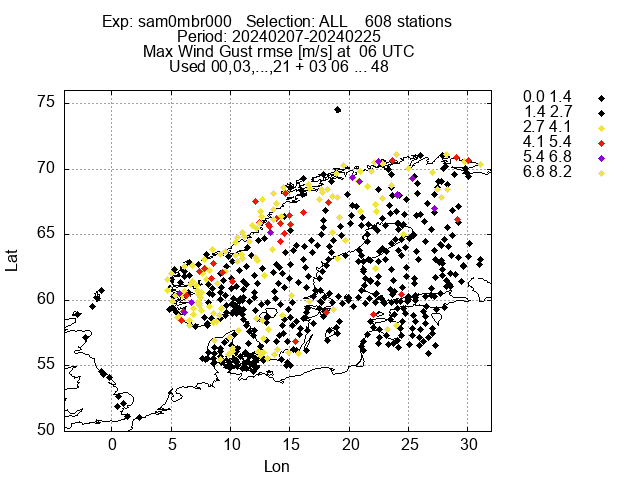 Exp: sam0mbr000   Selection: ALL    608 stations
Period: 20240207-20240225
Max Wind Gust rmse [m/s] at  06 UTC
Used 00,03,...,21 + 03 06 ... 48
0.0 1.4
1.4 2.7
2.7 4.1
4.1 5.4
5.4 6.8
6.8 8.2
75
70
65
60
55
50
Lat
0 5 10 15 20 25 30
Lon